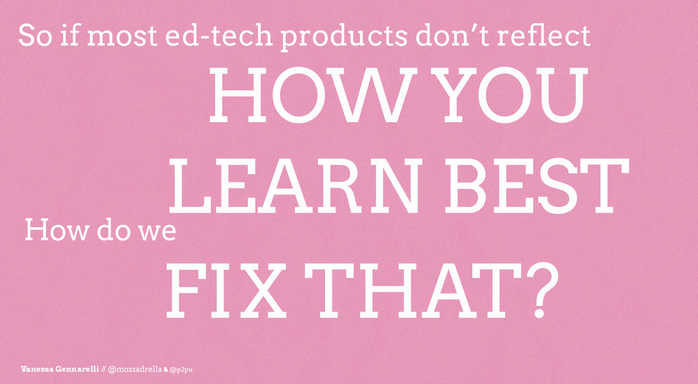 So if most ed-tech products don't reflect
HOW YOU
LEARN BEST
How do we
FIX THAT?
Vanessa Gennarelli // @mozzadrella & @p2pu